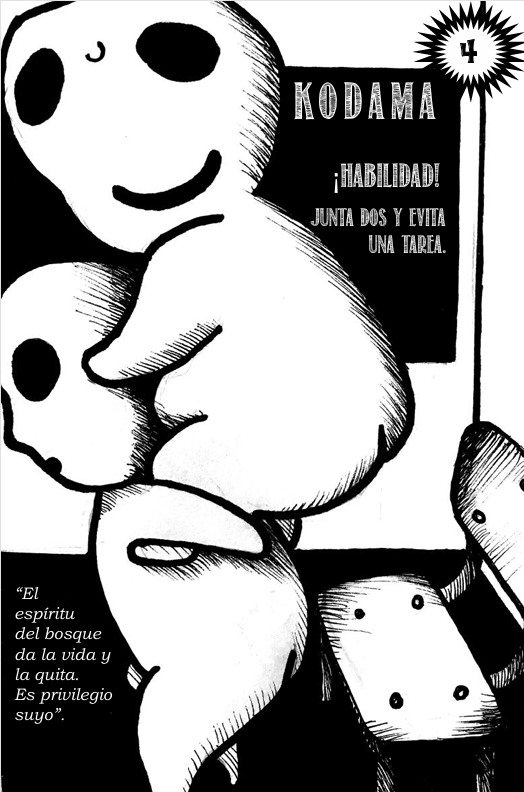 4
KODAMA
¡HABILIDAD!
JUNTA DOS Y EVITA
UNA TAREA.
“El
espíritu
del bosque
da la vida y
la quita.
Es privilegio
suyo”.